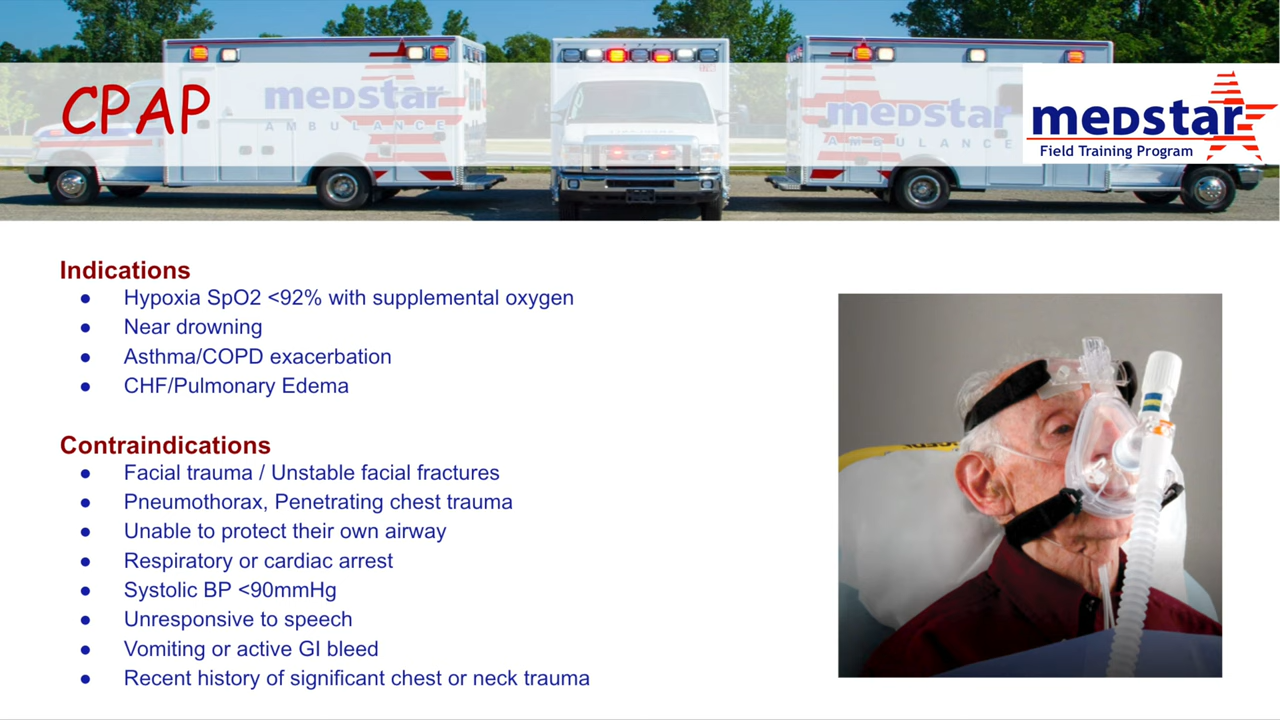 CPAP
medstar
AMBULANCE
medstar
AMBULANCE
medstar
Field Training Program
Indications
● Hypoxia SpO2 <92% with supplemental oxygen
● Near drowning
● Asthma/COPD exacerbation
● CHF/Pulmonary Edema
Contraindications
● Facial trauma / Unstable facial fractures
● Pneumothorax, Penetrating chest trauma
● Unable to protect their own airway
● Respiratory or cardiac arrest
● Systolic BP <90mmHg
● Unresponsive to speech
● Vomiting or active GI bleed
● Recent history of significant chest or neck trauma